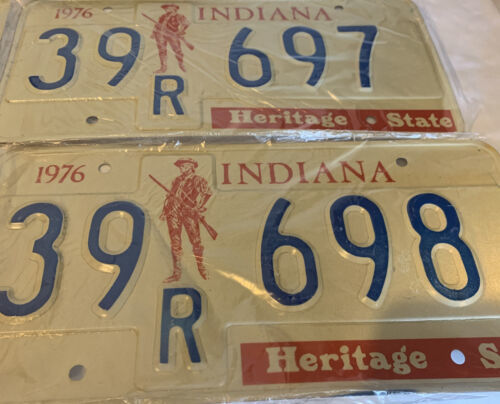 1976 INDIANA
39 R 697
Heritage State
1976 INDIANA
39 R 698
Heritage S